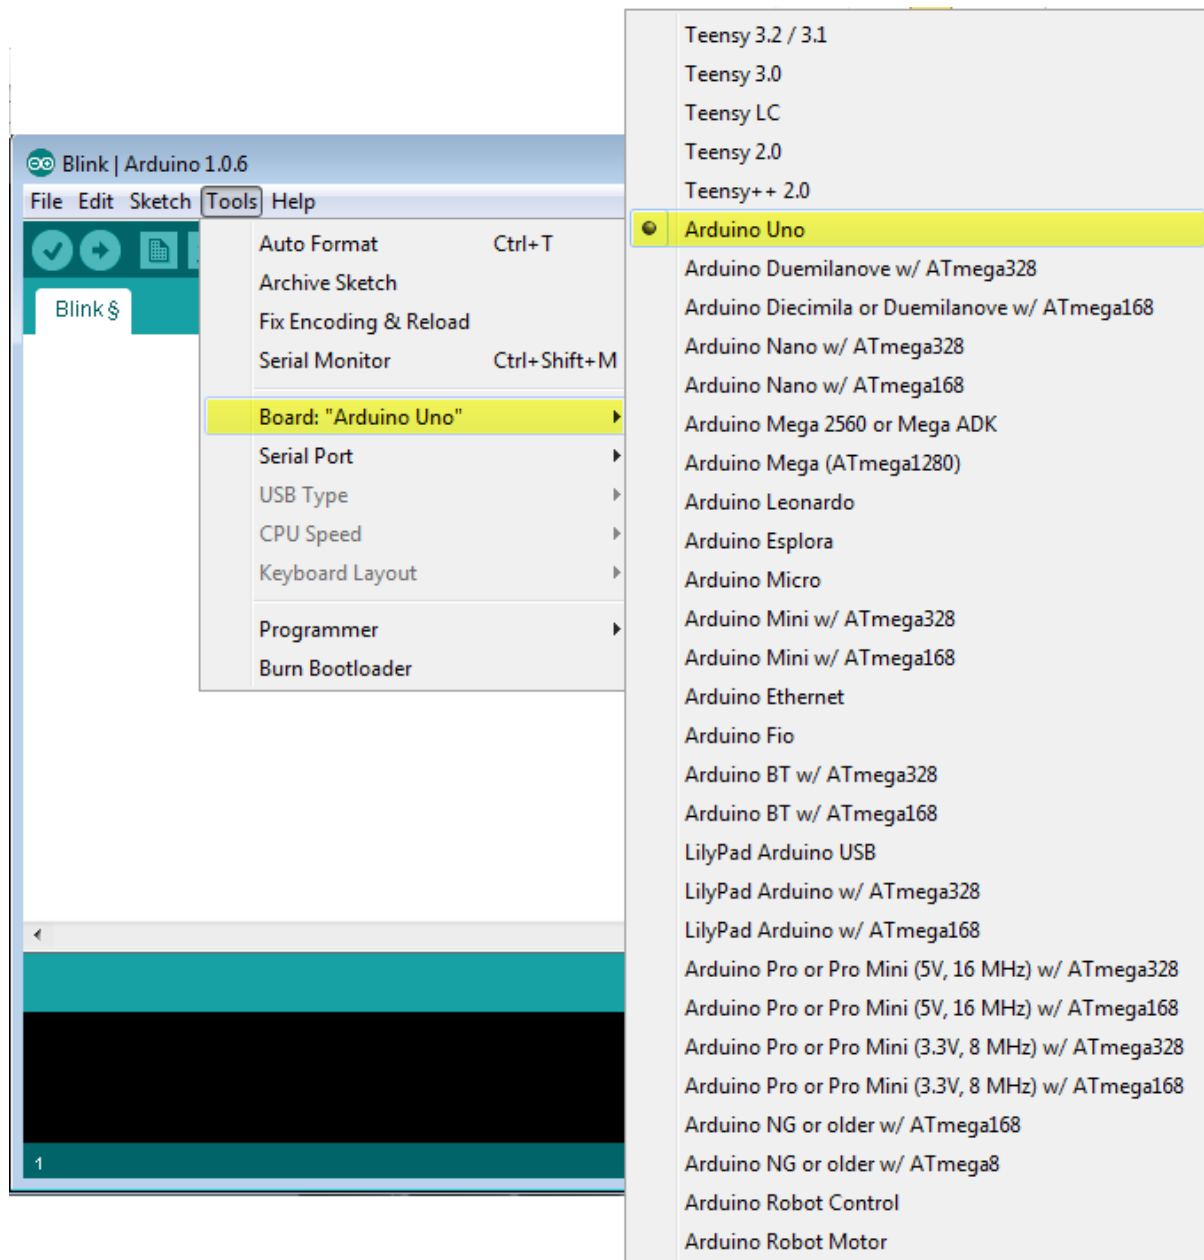 Blink | Arduino 1.0.6
File Edit Sketch Tools Help
Blink §
Auto Format Ctrl+T
Archive Sketch
Fix Encoding & Reload
Serial Monitor Ctrl+Shift+M
Board: "Arduino Uno"
Serial Port
USB Type
CPU Speed
Keyboard Layout
Programmer
Burn Bootloader
1
Teensy 3.2 / 3.1
Teensy 3.0
Teensy LC
Teensy 2.0
Teensy++ 2.0
Arduino Uno
Arduino Duemilanove w/ ATmega328
Arduino Diecimila or Duemilanove w/ ATmega168
Arduino Nano w/ ATmega328
Arduino Nano w/ ATmega168
Arduino Mega 2560 or Mega ADK
Arduino Mega (ATmega1280)
Arduino Leonardo
Arduino Esplora
Arduino Micro
Arduino Mini w/ ATmega328
Arduino Mini w/ ATmega168
Arduino Ethernet
Arduino Fio
Arduino BT w/ ATmega328
Arduino BT w/ ATmega168
LilyPad Arduino USB
LilyPad Arduino w/ ATmega328
LilyPad Arduino w/ ATmega168
Arduino Pro or Pro Mini (5V, 16 MHz) w/ ATmega328
Arduino Pro or Pro Mini (5V, 16 MHz) w/ ATmega168
Arduino Pro or Pro Mini (3.3V, 8 MHz) w/ ATmega328
Arduino Pro or Pro Mini (3.3V, 8 MHz) w/ ATmega168
Arduino NG or older w/ ATmega168
Arduino NG or older w/ ATmega8
Arduino Robot Control
Arduino Robot Motor